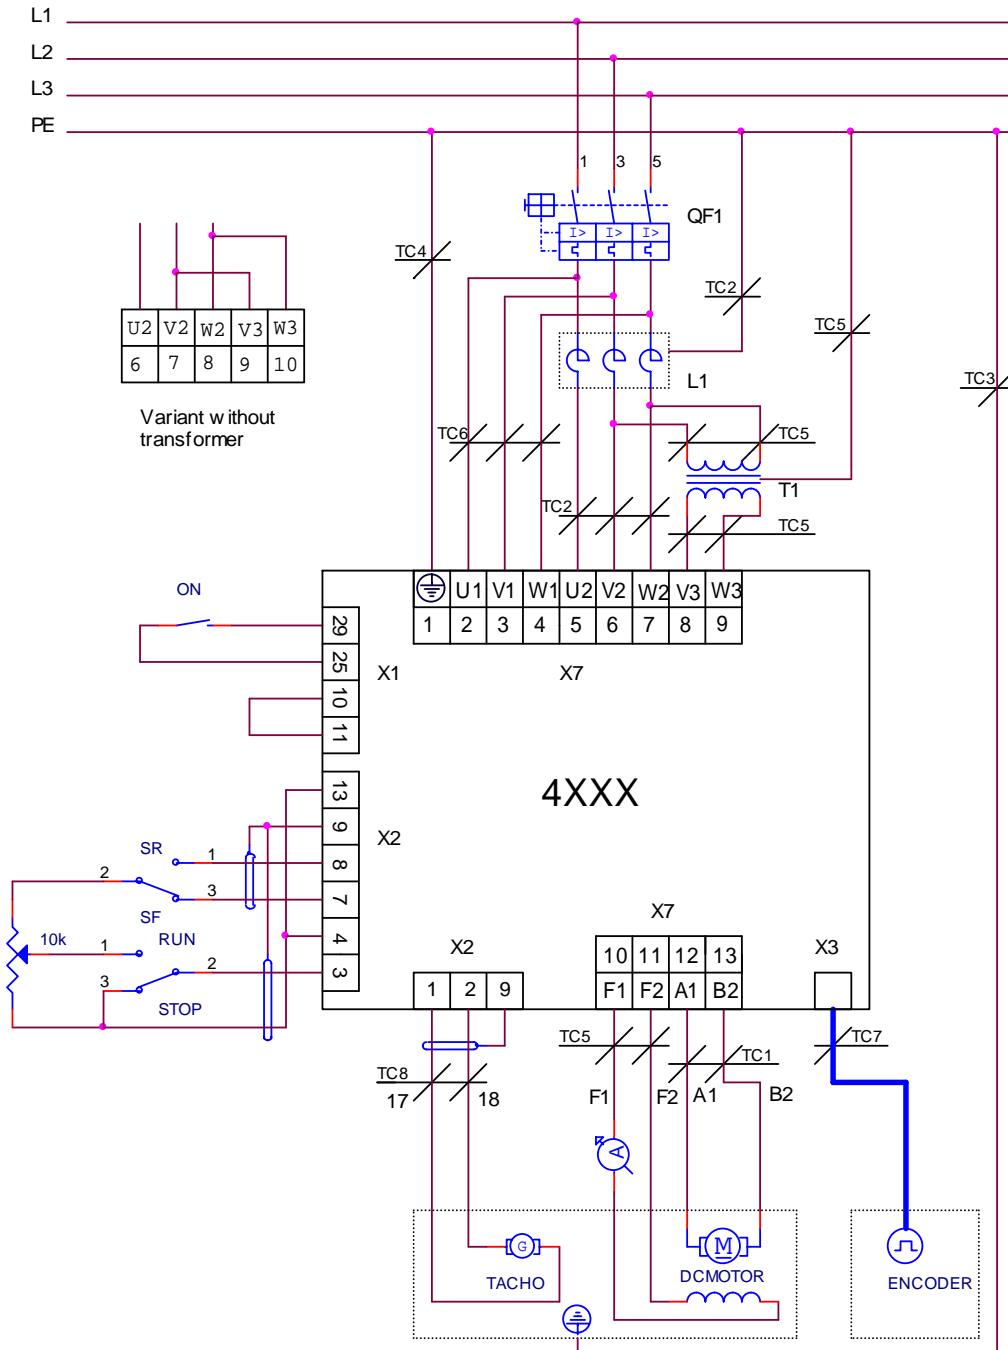 L1
L2
L3
PE
1 3 5
QF1
I> I> I>
TC4
TC2
TC5
TC3
U2 V2 W2 V3 W3
6 7 8 9 10
Variant without
transformer
L1
TC6
TC5
T1
TC2
TC5
ON
U1 V1 W1 U2 V2 W2 V3 W3
1 2 3 4 5 6 7 8 9
29
25
10
11
X1
X7
4XXX
13
9
8
7
4
3
X2
SR
1
2
3
SF
10k
RUN
1
2
3
STOP
X2
1 2 9
X7
10 11 12 13
F1 F2 A1 B2
X3
TC5
TC1
TC7
TC8
17 18
F1 F2 A1 B2
A
G
TACHO
M
DCMOTOR
ENCODER